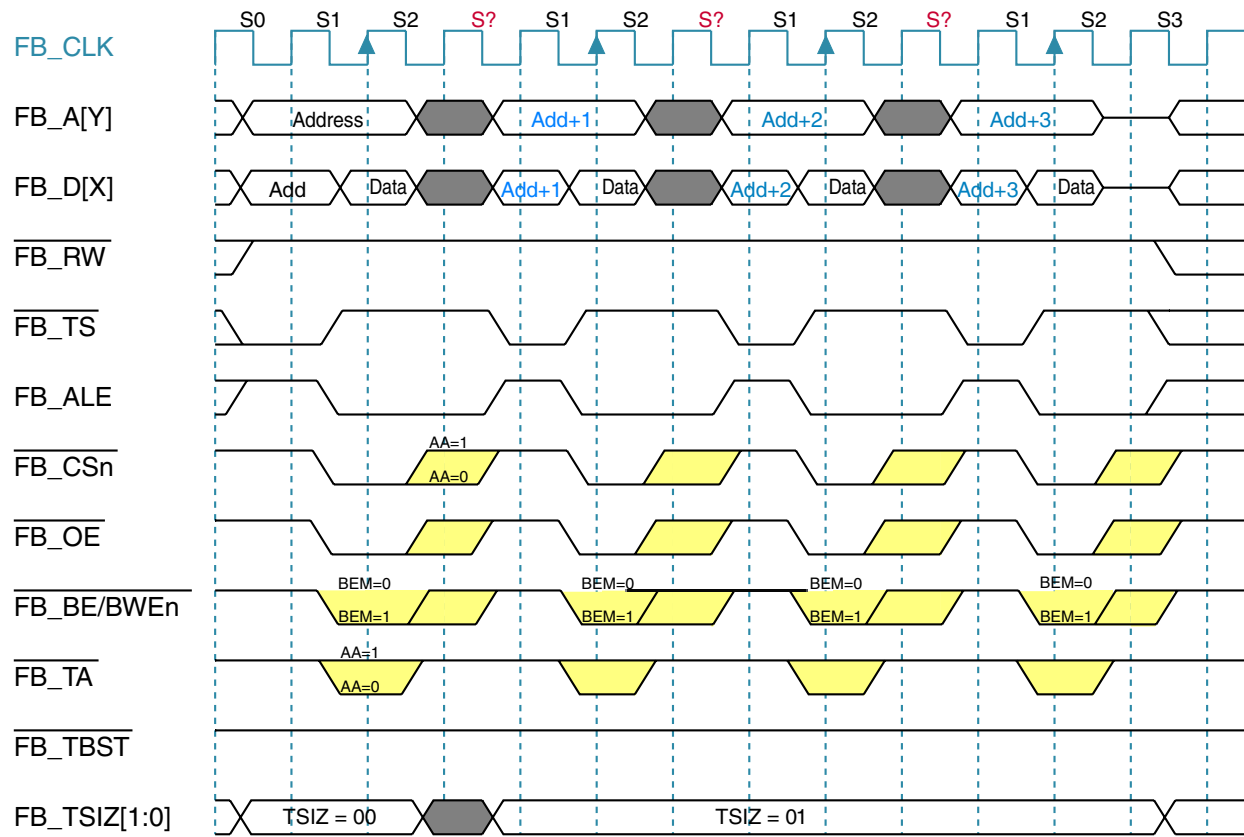 S0 S1 S2 S? S1 S2 S? S1 S2 S? S1 S2 S3
FB_CLK
FB_A[Y] Address Add+1 Add+2 Add+3
FB_D[X] Add Data Add+1 Data Add+2 Data Add+3 Data
FB_RW
FB_TS
FB_ALE
AA=1
FB_CSn
AA=0
FB_OE
BEM=0 BEM=0 BEM=0 BEM=0
FB_BE/BWEn
BEM=1 BEM=1 BEM=1 BEM=1
AA=1
FB_TA
AA=0
FB_TBST
FB_TSIZ[1:0] TSIZ = 00 TSIZ = 01